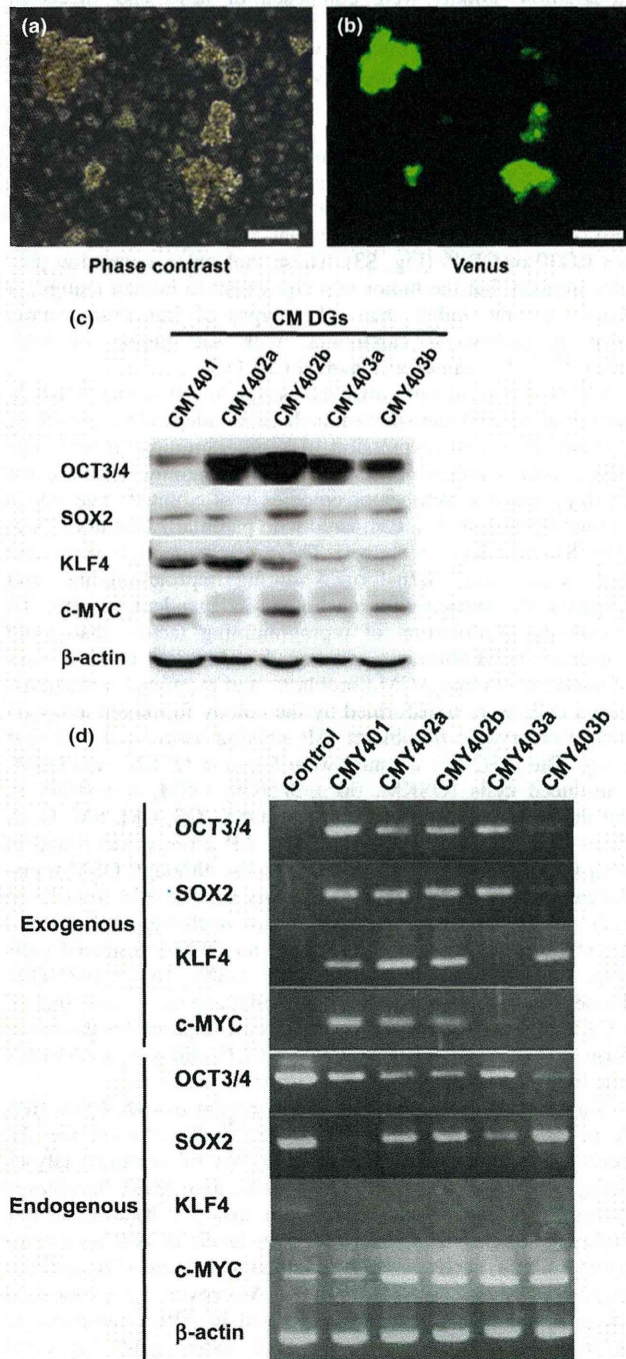 (a)
(b)
Phase contrast
Venus
(c)
CM DGs
CMY401
CMY402a
CMY402b
CMY403a
CMY403b
OCT3/4
SOX2
KLF4
c-MYC
β-actin
(d)
Control
CMY401
CMY402a
CMY402b
CMY403a
CMY403b
Exogenous
OCT3/4
SOX2
KLF4
c-MYC
Endogenous
OCT3/4
SOX2
KLF4
c-MYC
β-actin